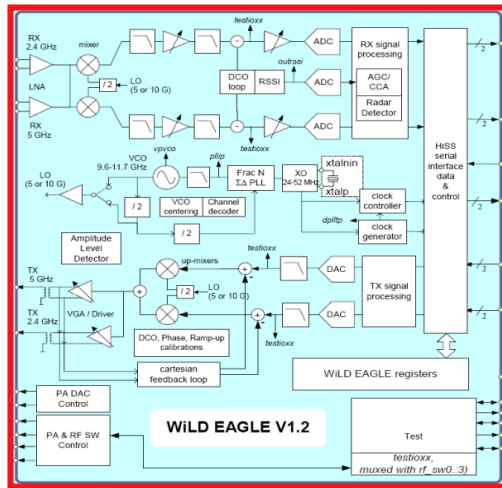 RX
2.4 GHz
mixer
testioxx
LNA
/ 2
LO
(5 or 10 G)
RX
5 GHz
ADC
DCO
loop
RSSI
outrssi
ADC
ADC
testioxx
RX signal
processing
AGC/
CCA
Radar
Detector
HiSS
serial
interface
data
&
control
2
2
2
2
vpvco
VCO
9.6-11.7 GHz
pllip
LO
(5 or 10 G)
/ 2
VCO
centering
Channel
decoder
/ 2
Frac N
ΣΔ PLL
XO
24-52 MHz
xtalnin
xtalp
dpiltp
clock
controller
clock
generator
Amplitude
Level
Detector
TX
5 GHz
TX
2.4 GHz
VGA / Driver
up-mixers
/ 2
LO
(5 or 10 G)
testioxx
DAC
DAC
testioxx
TX signal
processing
DCO, Phase, Ramp-up
calibrations
cartesian
feedback loop
WiLD EAGLE registers
PA DAC
Control
PA & RF SW
Control
WiLD EAGLE V1.2
Test
testioxx,
muxed with rf_sw0.:3)